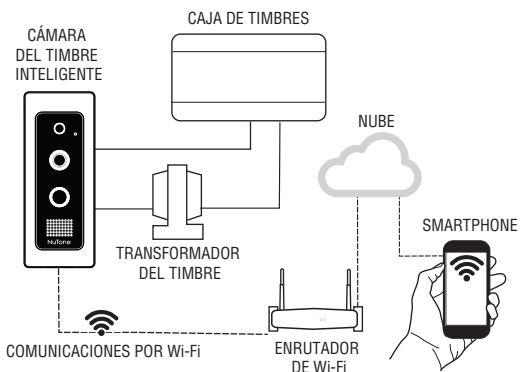 CAJA DE TIMBRES
CÁMARA
DEL TIMBRE
INTELIGENTE
NUBE
SMARTPHONE
NuTone
TRANSFORMADOR
DEL TIMBRE
COMUNICACIONES POR Wi-Fi
ENRUTADOR
DE Wi-Fi